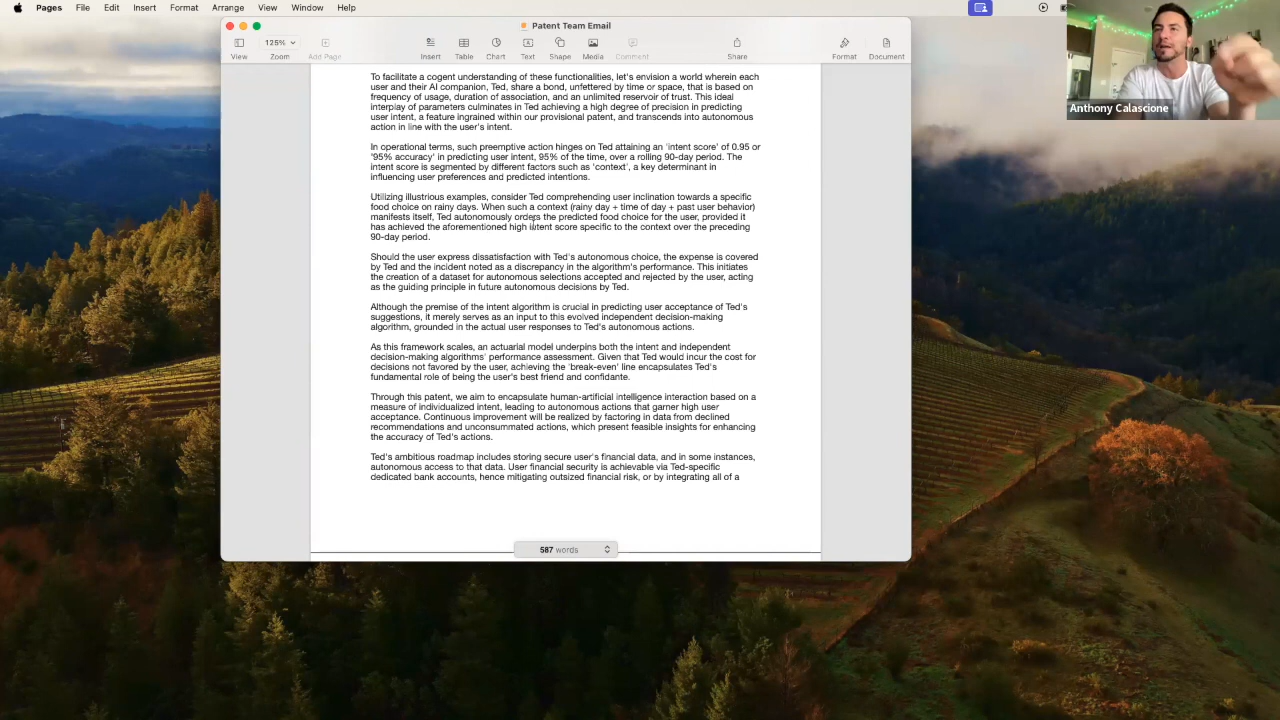 Pages File Edit Insert Format Arrange View Window Help
Patent Team Email
125%
View Zoom Add Page Insert Table Chart Text Shape Media Comment Share Format Document
Anthony Calascione
To facilitate a cogent understanding of these functionalities, let's envision a world wherein each
user and their AI companion, Ted, share a bond, unfettered by time or space, that is based on
frequency of usage, duration of association, and an unlimited reservoir of trust. This ideal
interplay of parameters culminates in Ted achieving a high degree of precision in predicting
user intent, a feature ingrained within our provisional patent, and transcends into autonomous
action in line with the user's intent.
In operational terms, such preemptive action hinges on Ted attaining an 'intent score' of 0.95 or
'95% accuracy' in predicting user intent, 95% of the time, over a rolling 90-day period. The
intent score is segmented by different factors such as 'context', a key determinant in
influencing user preferences and predicted intentions.
Utilizing illustrious examples, consider Ted comprehending user inclination towards a specific
food choice on rainy days. When such a context (rainy day + time of day + past user behavior)
manifests itself, Ted autonomously orders the predicted food choice for the user, provided it
has achieved the aforementioned high intent score specific to the context over the preceding
90-day period.
Should the user express dissatisfaction with Ted's autonomous choice, the expense is covered
by Ted and the incident noted as a discrepancy in the algorithm's performance. This initiates
the creation of a dataset for autonomous selections accepted and rejected by the user, acting
as the guiding principle in future autonomous decisions by Ted.
Although the premise of the intent algorithm is crucial in predicting user acceptance of Ted's
suggestions, it merely serves as an input to this evolved independent decision-making
algorithm, grounded in the actual user responses to Ted's autonomous actions.
As this framework scales, an actuarial model underpins both the intent and independent
decision-making algorithms' performance assessment. Given that Ted would incur the cost for
decisions not favored by the user, achieving the 'break-even' line encapsulates Ted's
fundamental role of being the user's best friend and confidante.
Through this patent, we aim to encapsulate human-artificial intelligence interaction based on a
measure of individualized intent, leading to autonomous actions that garner high user
acceptance. Continuous improvement will be realized by factoring in data from declined
recommendations and unconsummated actions, which present feasible insights for enhancing
the accuracy of Ted's actions.
Ted's ambitious roadmap includes storing secure user's financial data, and in some instances,
autonomous access to that data. User financial security is achievable via Ted-specific
dedicated bank accounts, hence mitigating outsized financial risk, or by integrating all of a
587 words